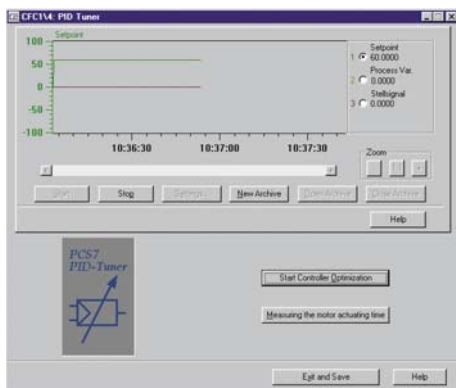 CFC1\4: PID Tuner
Setpoint
100
50
0
-50
-100
10:36:30 10:37:00 10:37:30
Setpoint
1 60.0000
Process Var.
2 0.0000
Stellsignal
3 0.0000
Zoom
Start Stop Settings... New Archive Open Archive Close Archive
Help
PCS7
PID-Tuner
Start Controller Optimization
Measuring the motor actuating time
Exit and Save Help